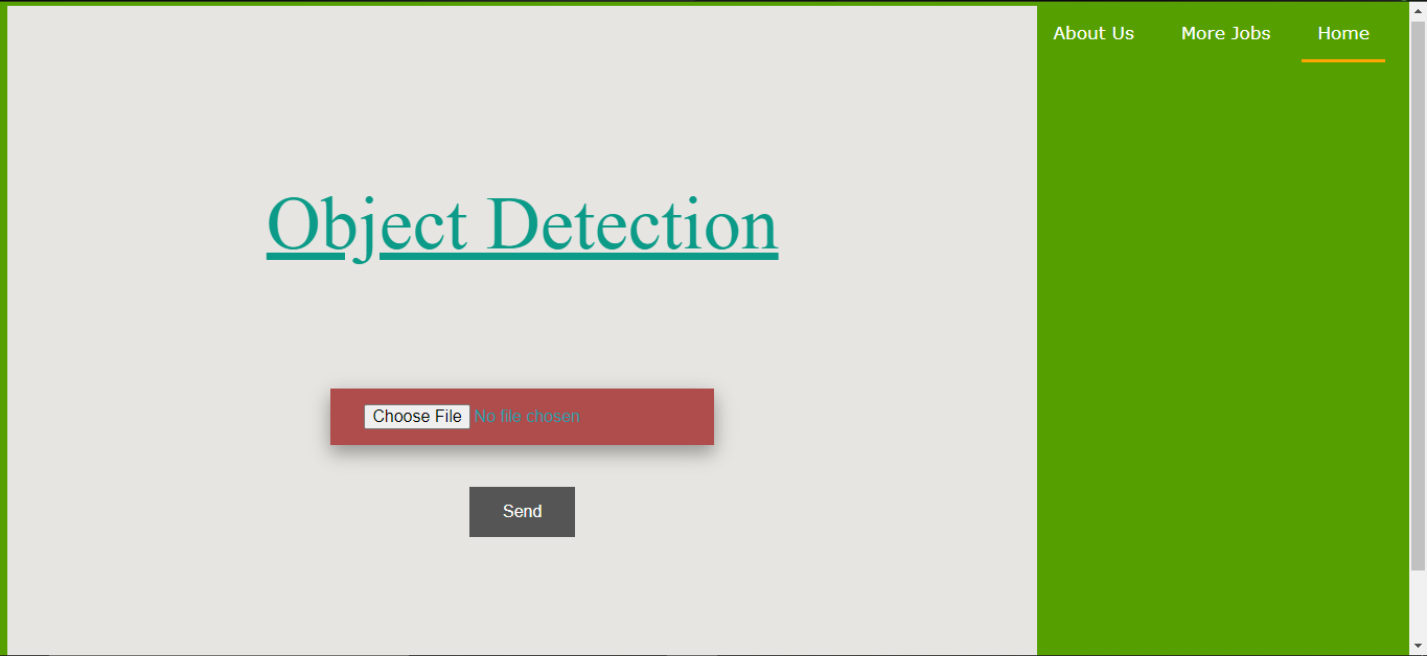 About Us More Jobs Home
Object Detection
Choose File No file chosen
Send